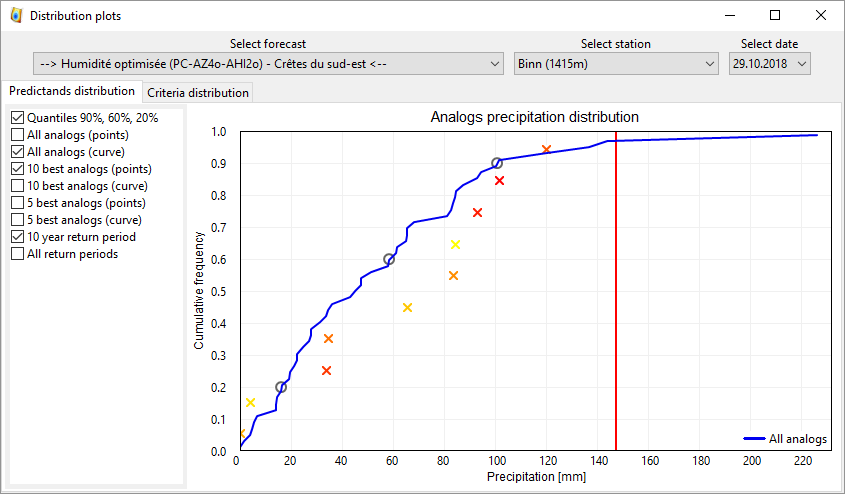 Distribution plots
Select forecast
Select station
Select date
--> Humidité optimisée (PC-AZ4o-AHI2o) - Crêtes du sud-est <--
Binn (1415m)
29.10.2018
Predictands distribution
Criteria distribution
Quantiles 90%, 60%, 20%
All analogs (points)
All analogs (curve)
10 best analogs (points)
10 best analogs (curve)
5 best analogs (points)
5 best analogs (curve)
10 year return period
All return periods
Analogs precipitation distribution
Cumulative frequency
1.0
0.9
0.8
0.7
0.6
0.5
0.4
0.3
0.2
0.1
0.0
All analogs
0 20 40 60 80 100 120 140 160 180 200 220
Precipitation [mm]